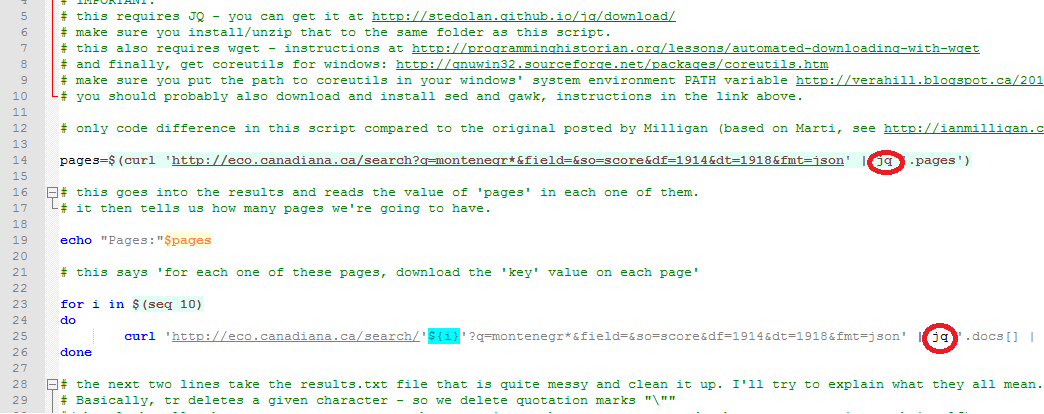 4 # IMPORTANT:
5 # this requires JQ - you can get it at http://stedolan.github.io/jq/download/
6 # make sure you install/unzip that to the same folder as this script.
7 # this also requires wget - instructions at http://programminghistorian.org/lessons/automated-downloading-with-wget
8 # and finally, get coreutils for windows: http://gnuwin32.sourceforge.net/packages/coreutils.htm
9 # make sure you put the path to coreutils in your windows' system environment PATH variable http://verahill.blogspot.ca/201
10 # you should probably also download and install sed and gawk, instructions in the link above.
11
12 # only code difference in this script compared to the original posted by Milligan (based on Marti, see http://ianmilligan.c
13
14 pages=$(curl 'http://eco.canadiana.ca/search?q=montenegr*&field=&so=score&df=1914&dt=1918&fmt=json' | jq '.pages')
15
16 # this goes into the results and reads the value of 'pages' in each one of them.
17 # it then tells us how many pages we're going to have.
18
19 echo "Pages:"$pages
20
21 # this says 'for each one of these pages, download the 'key' value on each page'
22
23 for i in $(seq 10)
24 do
25 curl 'http://eco.canadiana.ca/search/'${i}'?q=montenegr*&field=&so=score&df=1914&dt=1918&fmt=json' | jq '.docs[] |
26 done
27
28 # the next two lines take the results.txt file that is quite messy and clean it up. I'll try to explain what they all mean.
29 # Basically, tr deletes a given character - so we delete quotation marks "\""